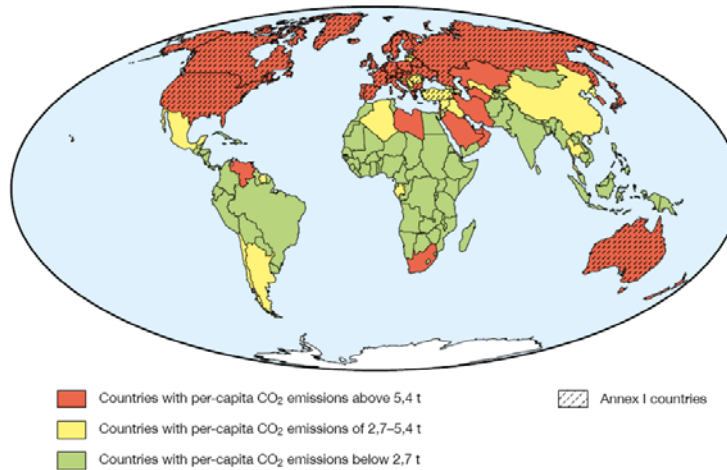 Countries with per-capita CO₂ emissions above 5,4 t
Countries with per-capita CO₂ emissions of 2,7–5,4 t
Countries with per-capita CO₂ emissions below 2,7 t
Annex I countries